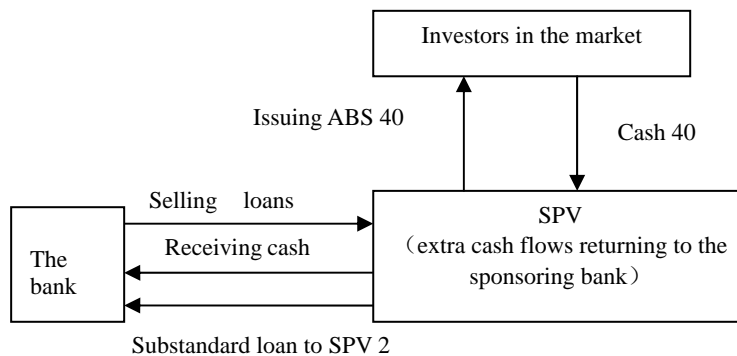 Investors in the market
Issuing ABS 40
Cash 40
Selling loans
SPV
（extra cash flows returning to the
sponsoring bank）
The
bank
Receiving cash
Substandard loan to SPV 2